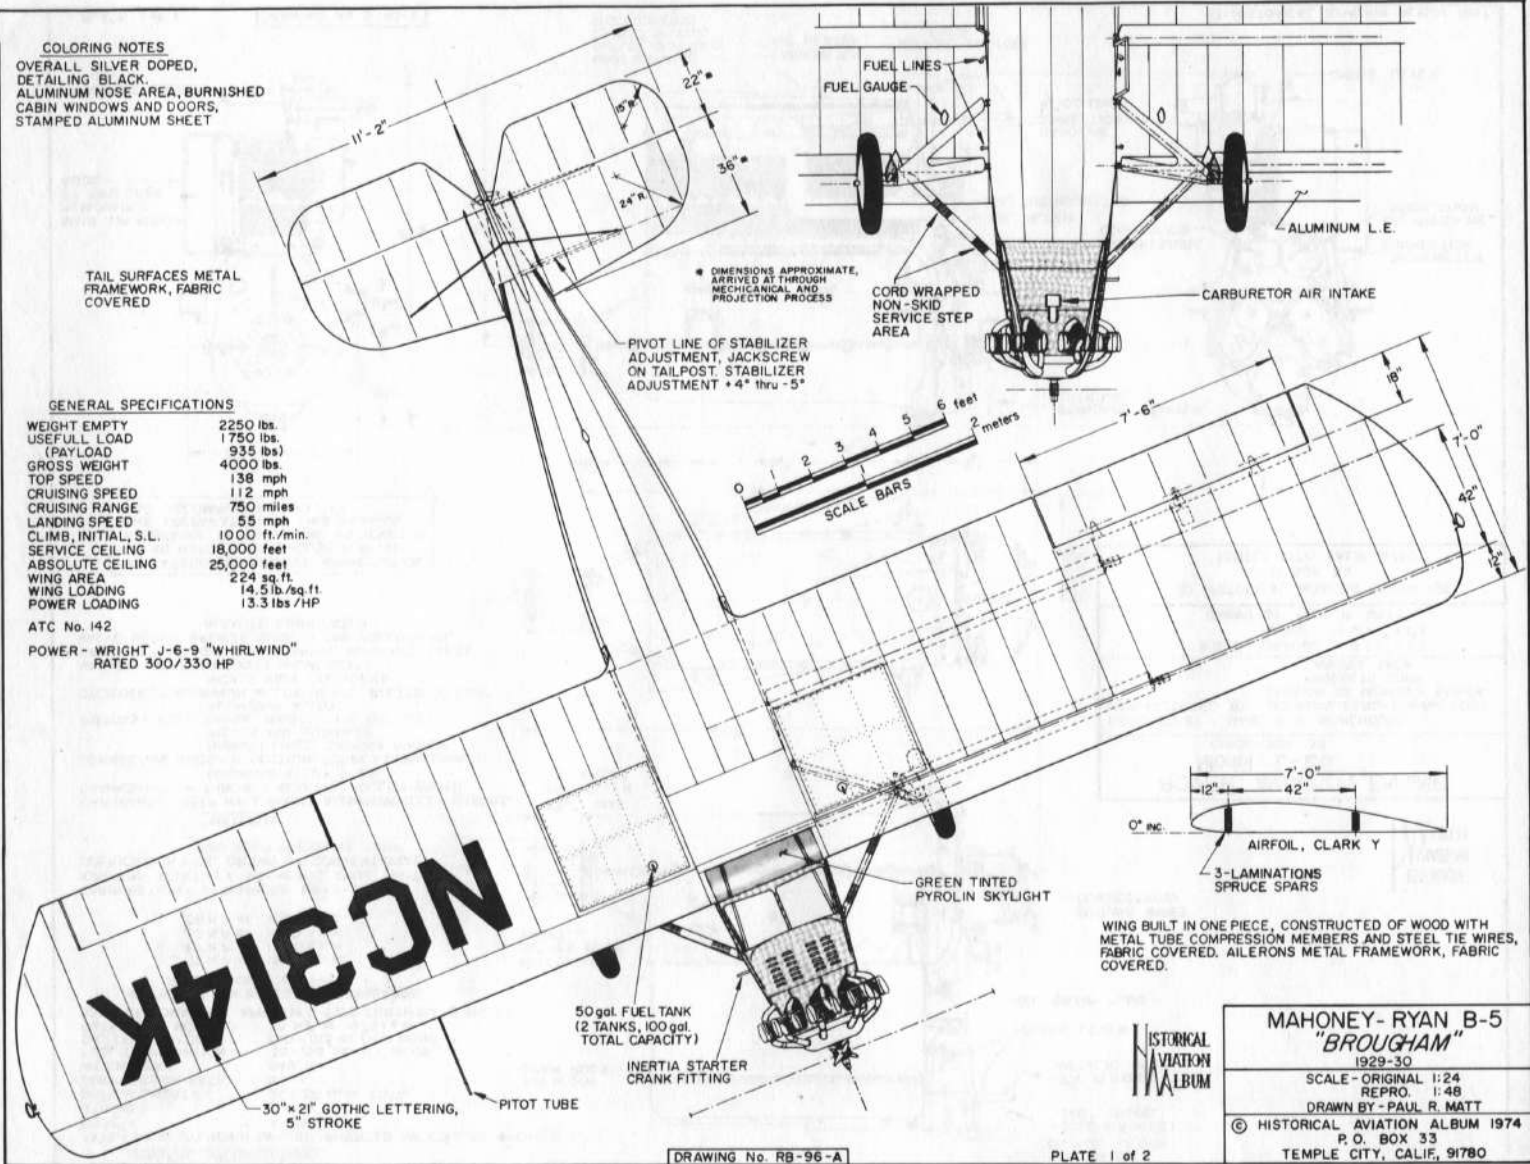 COLORING NOTES
OVERALL SILVER DOPED,
DETAILING BLACK.
ALUMINUM NOSE AREA, BURNISHED
CABIN WINDOWS AND DOORS,
STAMPED ALUMINUM SHEET
11'-2"
22"*
15"R.
36"*
24"R.
TAIL SURFACES METAL
FRAMEWORK, FABRIC
COVERED
* DIMENSIONS APPROXIMATE,
ARRIVED AT THROUGH
MECHICANICAL AND
PROJECTION PROCESS
PIVOT LINE OF STABILIZER
ADJUSTMENT, JACKSCREW
ON TAILPOST. STABILIZER
ADJUSTMENT +4° thru -5°
FUEL LINES
FUEL GAUGE
ALUMINUM L.E.
CORD WRAPPED
NON-SKID
SERVICE STEP
AREA
CARBURETOR AIR INTAKE
GENERAL SPECIFICATIONS
WEIGHT EMPTY 2250 lbs.
USEFULL LOAD 1750 lbs.
(PAYLOAD 935 lbs)
GROSS WEIGHT 4000 lbs.
TOP SPEED 138 mph
CRUISING SPEED 112 mph
CRUISING RANGE 750 miles
LANDING SPEED 55 mph
CLIMB, INITIAL, S.L. 1000 ft./min.
SERVICE CEILING 18,000 feet
ABSOLUTE CEILING 25,000 feet
WING AREA 224 sq.ft.
WING LOADING 14.5 lb./sq.ft.
POWER LOADING 13.3 lbs/HP
ATC No. 142
POWER - WRIGHT J-6-9 "WHIRLWIND"
RATED 300/330 HP
0 1 2 3 4 5 6 feet
1 2 meters
SCALE BARS
7'-6"
18"
7'-0"
42"
12"
7'-0"
12" 42"
0° INC.
AIRFOIL, CLARK Y
3-LAMINATIONS
SPRUCE SPARS
GREEN TINTED
PYROLIN SKYLIGHT
WING BUILT IN ONE PIECE, CONSTRUCTED OF WOOD WITH
METAL TUBE COMPRESSION MEMBERS AND STEEL TIE WIRES,
FABRIC COVERED. AILERONS METAL FRAMEWORK, FABRIC
COVERED.
NC314K
50 gal. FUEL TANK
(2 TANKS, 100 gal.
TOTAL CAPACITY)
INERTIA STARTER
CRANK FITTING
PITOT TUBE
30" x 21" GOTHIC LETTERING,
5" STROKE
HISTORICAL
AVIATION
ALBUM
MAHONEY-RYAN B-5
"BROUGHAM"
1929-30
SCALE - ORIGINAL 1:24
REPRO. 1:48
DRAWN BY - PAUL R. MATT
© HISTORICAL AVIATION ALBUM 1974
P. O. BOX 33
TEMPLE CITY, CALIF., 91780
DRAWING No. RB-96-A
PLATE 1 of 2